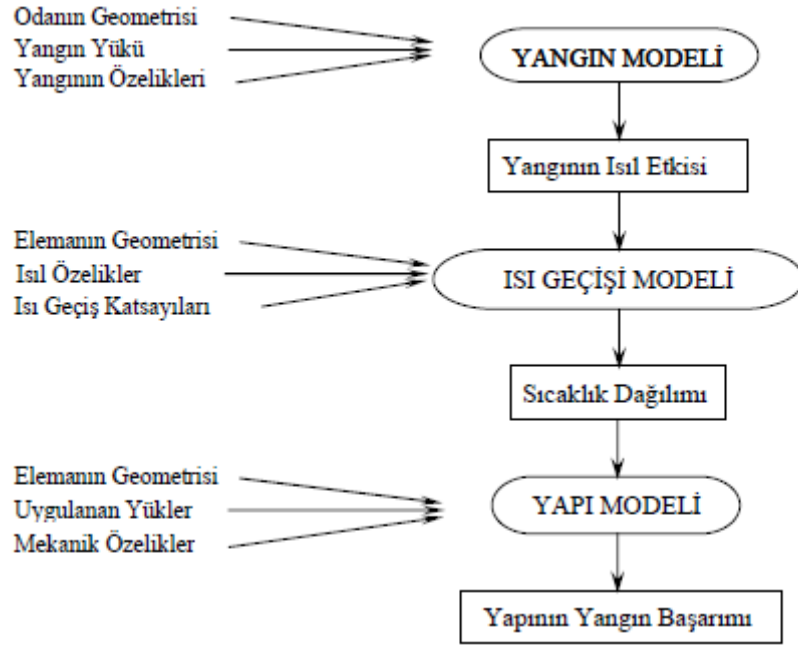 Odanın Geometrisi
Yangın Yükü
Yangının Özelikleri
YANGIN MODELİ
Yangının Isıl Etkisi
Elemanın Geometrisi
Isıl Özelikler
Isı Geçiş Katsayıları
ISI GEÇİŞİ MODELİ
Sıcaklık Dağılımı
Elemanın Geometrisi
Uygulanan Yükler
Mekanik Özelikler
YAPI MODELİ
Yapının Yangın Başarımı